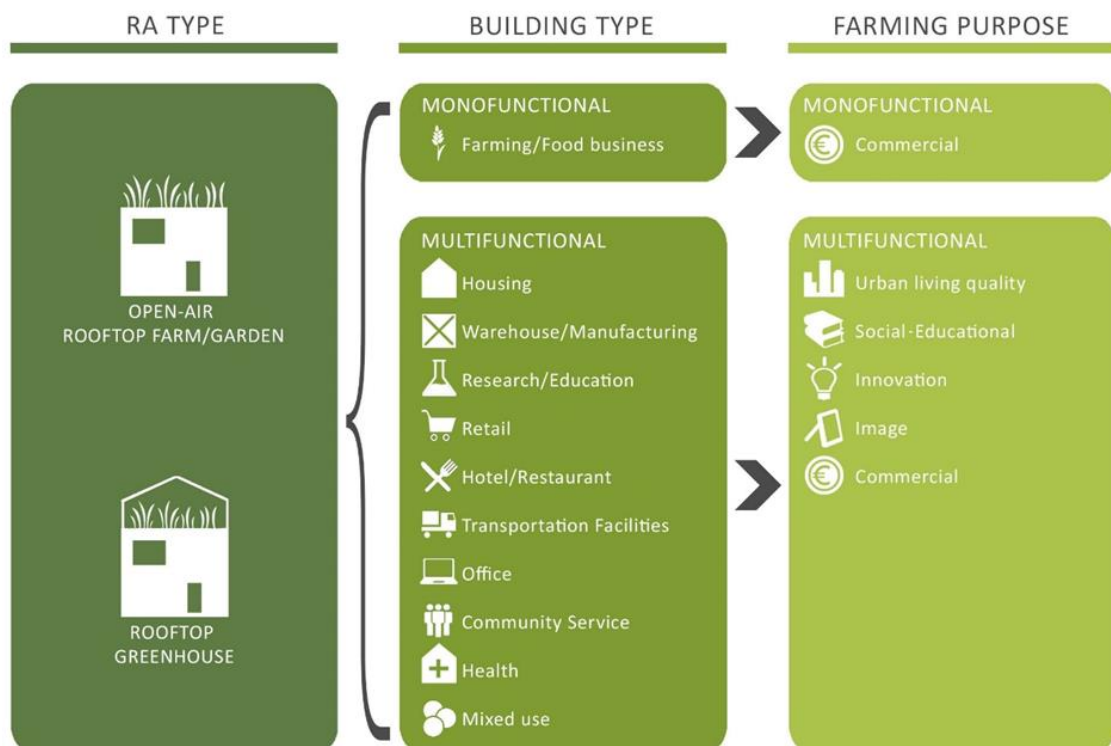 RA TYPE
BUILDING TYPE
FARMING PURPOSE
OPEN-AIR
ROOFTOP FARM/GARDEN
ROOFTOP
GREENHOUSE
MONOFUNCTIONAL
Farming/Food business
MULTIFUNCTIONAL
Housing
Warehouse/Manufacturing
Research/Education
Retail
Hotel/Restaurant
Transportation Facilities
Office
Community Service
Health
Mixed use
MONOFUNCTIONAL
€ Commercial
MULTIFUNCTIONAL
Urban living quality
Social-Educational
Innovation
Image
€ Commercial